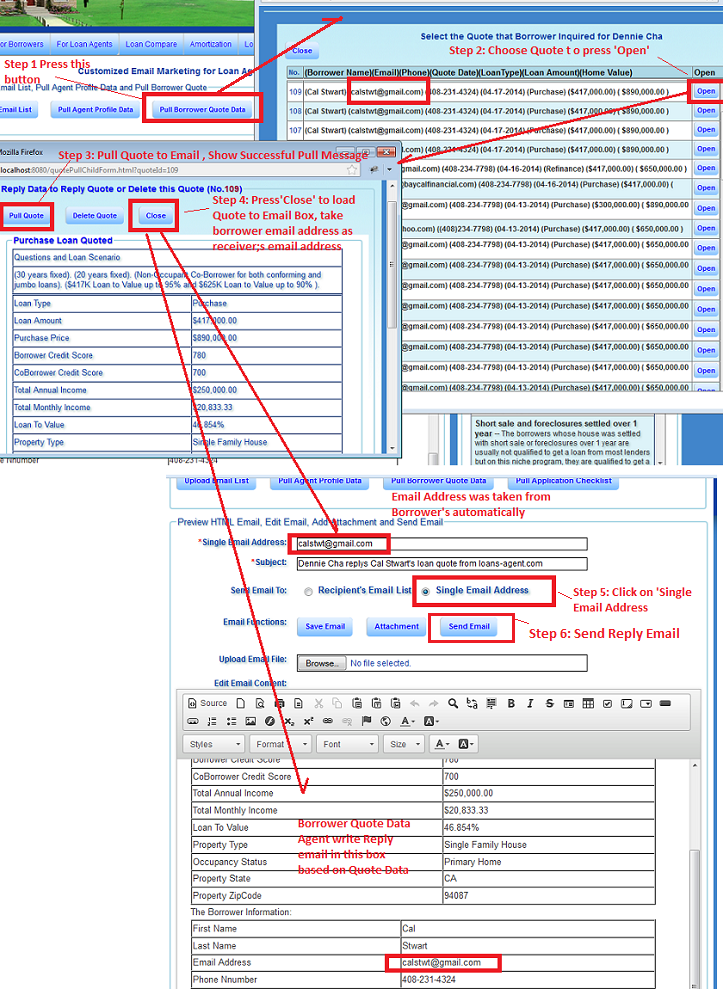 or Borrowers
For Loan Agents
Loan Compare
Amortization
Step 1 Press this
button
Customized Email Marketing for Loan Ag
mail List, Pull Agent Profile Data and Pull Borrower Quote
Email List
Pull Agent Profile Data
Pull Borrower Quote Data
Select the Quote that Borrower Inquired for Dennie Cha
Close
Step 2: Choose Quote t o press 'Open'
No. (Borrower Name)(Email)(Phone)(Quote Date)(LoanType)(Loan Amount)(Home Value) Open
109 (Cal Stwart) (calstwt@gmail.com) (408-231-4324) (04-17-2014) (Purchase) ($417,000.00) ( $890,000.00 ) Open
108 (Cal Stwart) (calstwt@gmail.com) (408-231-4324) (04-17-2014) (Purchase) ($417,000.00) ( $890,000.00 ) Open
107 (Cal Stwart) (calstwt@gmail.com) (408-231-4324) (04-17-2014) (Purchase) ($417,000.00) ( $890,000.00 ) Open
(Cal Stwart) (calstwt@gmail.com) (408-231-4324) (04-17-2014) (Purchase) ($417,000.00) ( $890,000.00 ) Open
gmail.com) (408-234-7798) (04-16-2014) (Refinance) ($417,000.00) ( $650,000.00 ) Open
baycalfinancial.com) (408-234-7798) (04-16-2014) (Purchase) ($417,000.00) ( Open
@gmail.com) (408-234-7798) (04-13-2014) (Purchase) ($300,000.00) ( $890,000.00 Open
hoo.com) ((408)234-7798) (04-13-2014) (Purchase) ($417,000.00) ( $650,000.00 ) Open
@gmail.com) (408-234-7798) (04-13-2014) (Purchase) ($417,000.00) ( $650,000.00 Open
@gmail.com) (408-234-7798) (04-13-2014) (Purchase) ($417,000.00) ( $650,000.00 Open
@gmail.com) (408-234-7798) (04-13-2014) (Purchase) ($417,000.00) ( $650,000.00 Open
@gmail.com) (408-234-7798) (04-13-2014) (Purchase) ($417,000.00) ( $650,000.00 Open
@gmail.com) (408-234-7798) (04-13-2014) (Purchase) ($417,000.00) ( $650,000.00 Open
@gmail.com) (408-234-7798) (04-13-2014) (Purchase) ($417,000.00) ( $650,000.00 Open
@gmail.com) (408-234-7798) (04-13-2014) (Purchase) ($417,000.00) ( $650,000.00 Open
@gmail.com) (408-234-7798) (04-13-2014) (Purchase) ($417,000.00) ( $650,000.00 Open
Mozilla Firefox
Step 3: Pull Quote to Email , Show Successful Pull Message
localhost:8080/quotePullChildForm.html?quoteId=109
Reply Data to Reply Quote or Delete this Quote (No.109)
Pull Quote
Delete Quote
Close
Step 4: Press'Close' to load
Quote to Email Box, take
borrower email address as
receiver;s email address
Purchase Loan Quoted
Questions and Loan Scenario
(30 years fixed). (20 years fixed). (Non-Occupant Co-Borrower for both conforming and
jumbo loans). ($417K Loan to Value up to 95% and $625K Loan to Value up to 90% ).
Loan Type Purchase
Loan Amount $417,000.00
Purchase Price $890,000.00
Borrower Credit Score 780
CoBorrower Credit Score 700
Total Annual Income $250,000.00
Total Monthly Income $20,833.33
Loan To Value 46.854%
Property Type Single Family House
408-231-4324
Short sale and foreclosures settled over 1
year -- The borrowers whose house was settled
with short sale or foreclosures over 1 year are
usually not qualified to get a loan from most lenders
but on this niche program, they are qualified to get a
Upload Email List
Pull Agent Profile Data
Pull Borrower Quote Data
Pull Application Checklist
Email Address was taken from
Borrower's automatically
Preview HTML Email, Edit Email, Add Attachment and Send Email
*Single Email Address: calstwt@gmail.com
*Subject: Dennie Cha replys Cal Stwart's loan quote from loans-agent.com
Send Email To: Recipient's Email List Single Email Address
Step 5: Click on 'Single
Email Address
Email Functions: Save Email Attachment Send Email
Step 6: Send Reply Email
Upload Email File: Browse... No file selected.
Edit Email Content:
Source
Styles Format Font Size
Borrower Credit Score 780
CoBorrower Credit Score 700
Total Annual Income $250,000.00
Total Monthly Income $20,833.33
Loan To Value 46.854%
Property Type Single Family House
Occupancy Status Primary Home
Property State CA
Property ZipCode 94087
Borrower Quote Data
Agent write Reply
email in this box
based on Quote Data
The Borrower Information:
First Name Cal
Last Name Stwart
Email Address calstwt@gmail.com
Phone Nnumber 408-231-4324